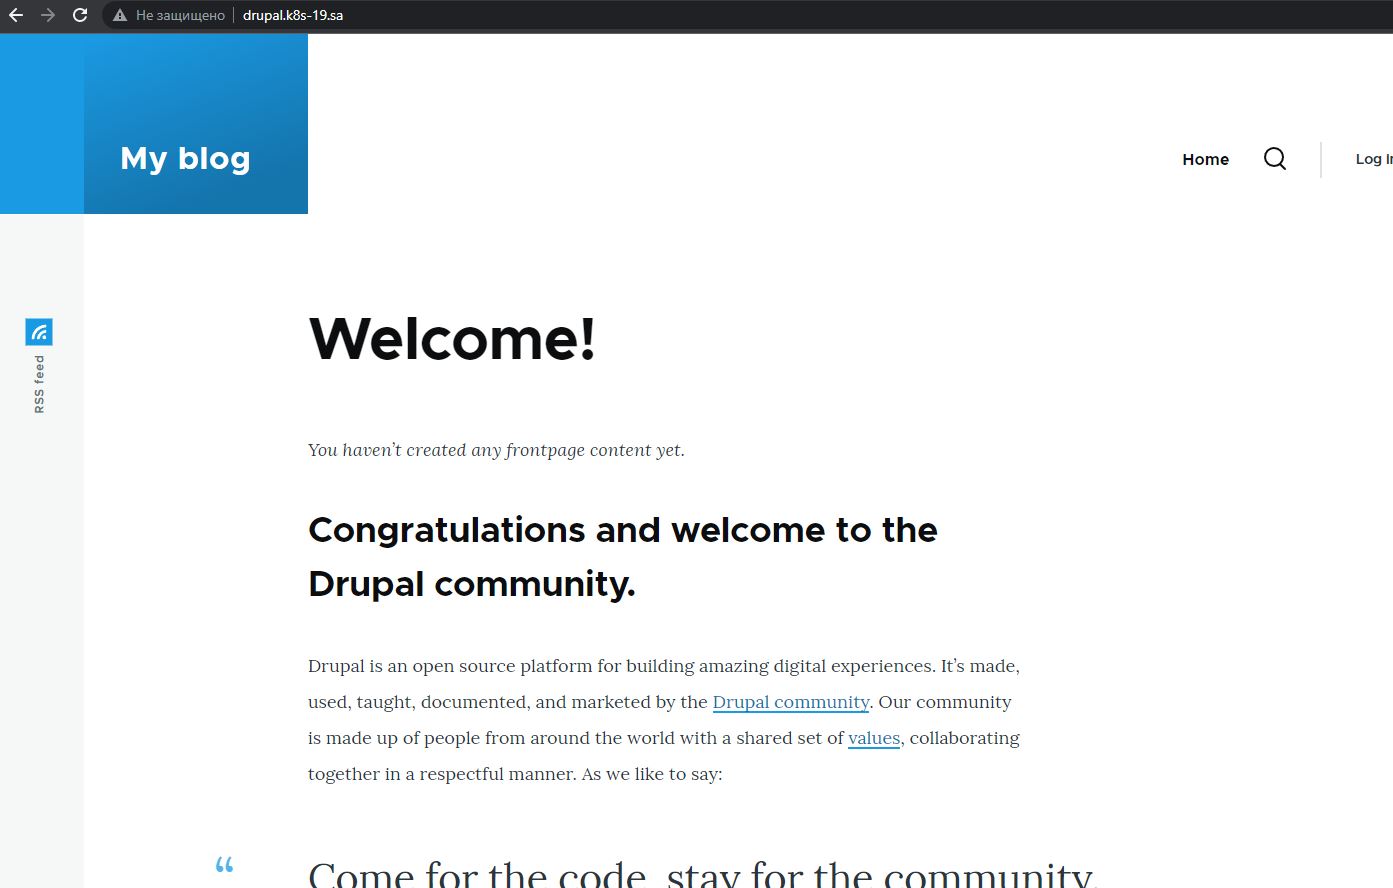 Не защищено
drupal.k8s-19.sa
My blog
Home
Log In
RSS feed
Welcome!
You haven’t created any frontpage content yet.
Congratulations and welcome to the
Drupal community.
Drupal is an open source platform for building amazing digital experiences. It’s made,
used, taught, documented, and marketed by the Drupal community. Our community
is made up of people from around the world with a shared set of values, collaborating
together in a respectful manner. As we like to say:
“
Come for the code, stay for the community.